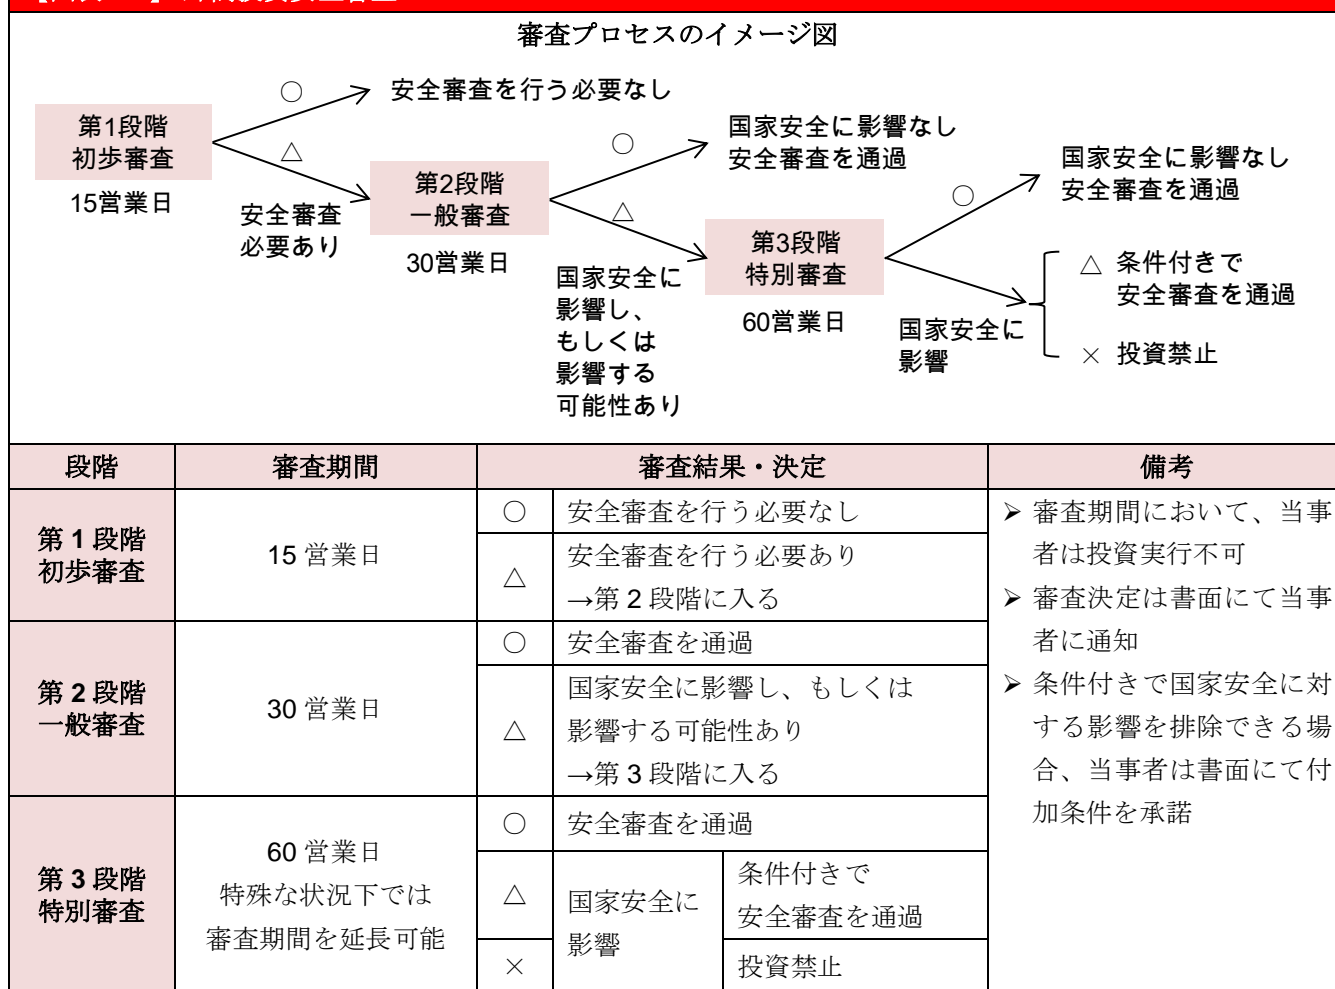 審査プロセスのイメージ図
第1段階
初歩審査
15営業日
○
安全審査を行う必要なし
△
安全審査
必要あり
第2段階
一般審査
30営業日
○
国家安全に影響なし
安全審査を通過
△
国家安全に
影響し、
もしくは
影響する
可能性あり
第3段階
特別審査
60営業日
○
国家安全に影響なし
安全審査を通過
国家安全に
影響
△ 条件付きで
安全審査を通過
× 投資禁止
段階 審査期間 審査結果・決定 備考
第 1 段階
初歩審査
15 営業日
○ 安全審査を行う必要なし
△ 安全審査を行う必要あり
→第 2 段階に入る
第 2 段階
一般審査
30 営業日
○ 安全審査を通過
△ 国家安全に影響し、もしくは
影響する可能性あり
→第 3 段階に入る
第 3 段階
特別審査
60 営業日
特殊な状況下では
審査期間を延長可能
○ 安全審査を通過
△ 国家安全に
影響
条件付きで
安全審査を通過
× 投資禁止
➢ 審査期間において、当事
者は投資実行不可
➢ 審査決定は書面にて当事
者に通知
➢ 条件付きで国家安全に対
する影響を排除できる場
合、当事者は書面にて付
加条件を承諾